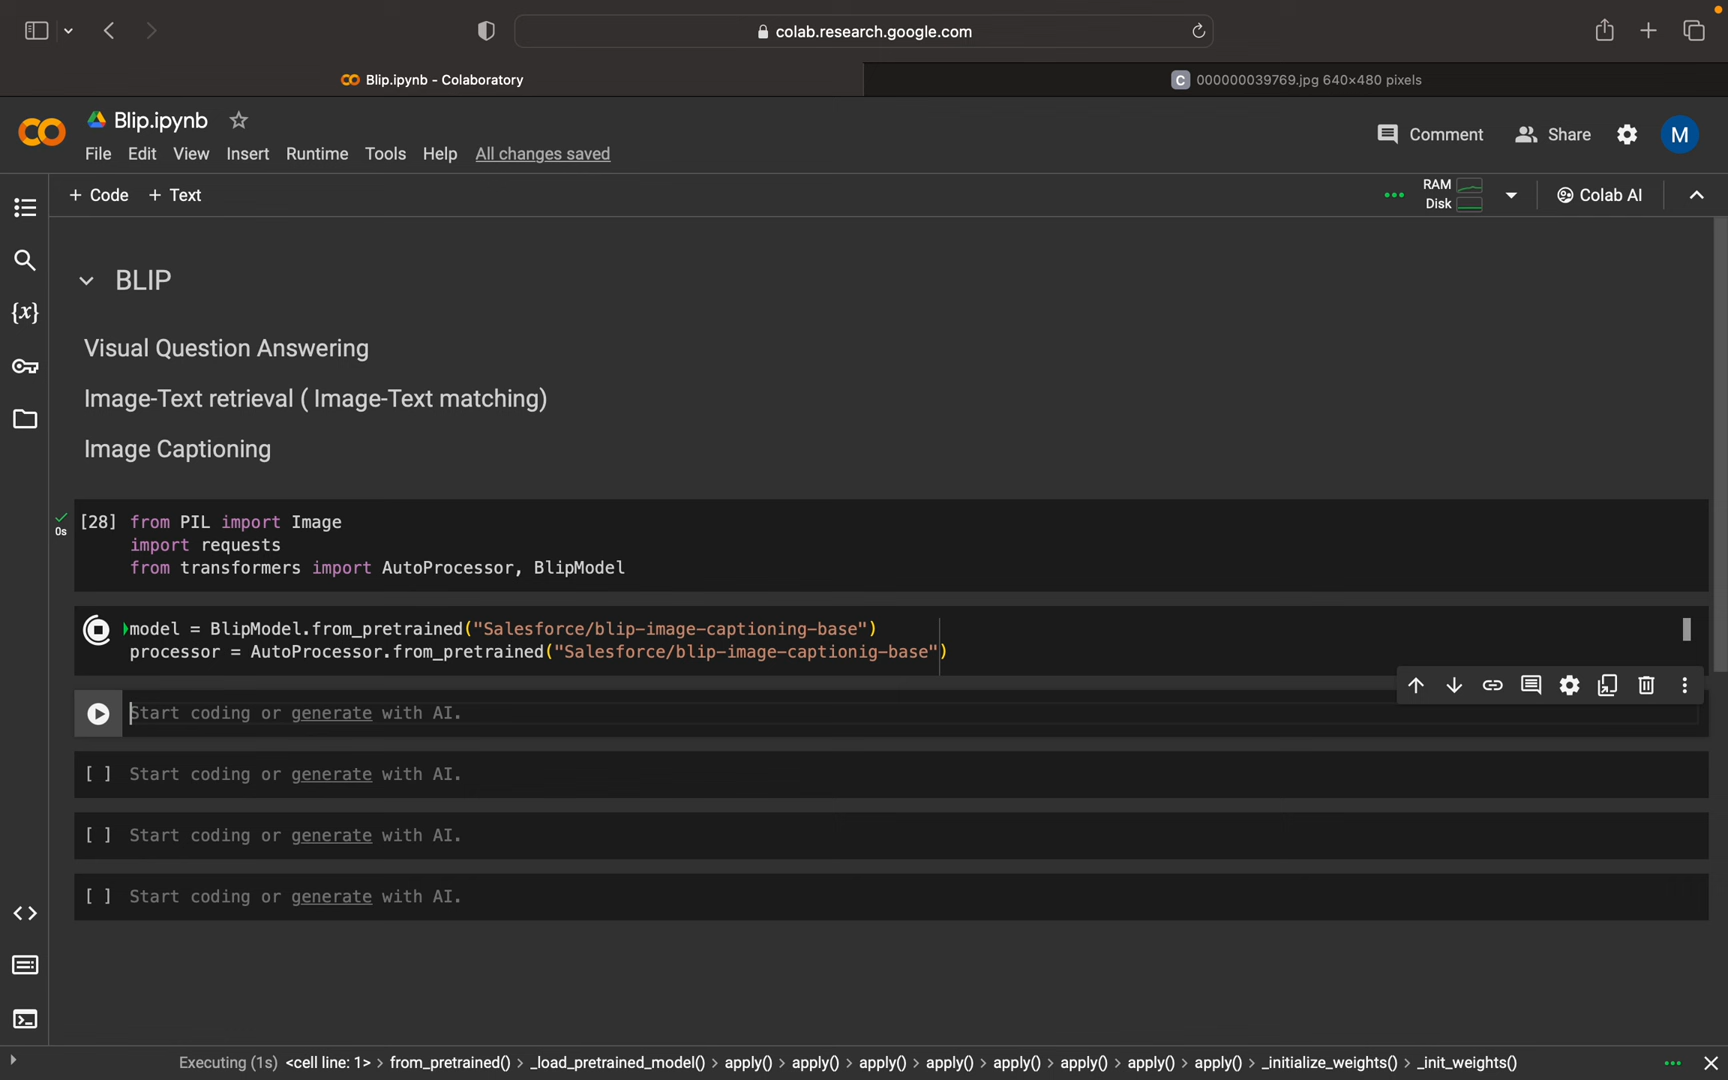 colab.research.google.com
Blip.ipynb - Colaboratory
000000039769.jpg 640×480 pixels
Blip.ipynb
Comment
Share
M
File Edit View Insert Runtime Tools Help All changes saved
+ Code + Text
RAM
Disk
Colab AI
BLIP
Visual Question Answering
Image-Text retrieval ( Image-Text matching)
Image Captioning
0s
[28] from PIL import Image
import requests
from transformers import AutoProcessor, BlipModel
model = BlipModel.from_pretrained("Salesforce/blip-image-captioning-base")
processor = AutoProcessor.from_pretrained("Salesforce/blip-image-captionig-base")
Start coding or generate with AI.
[ ] Start coding or generate with AI.
[ ] Start coding or generate with AI.
[ ] Start coding or generate with AI.
Executing (1s) <cell line: 1> > from_pretrained() > _load_pretrained_model() > apply() > apply() > apply() > apply() > apply() > apply() > apply() > apply() > _initialize_weights() > _init_weights()